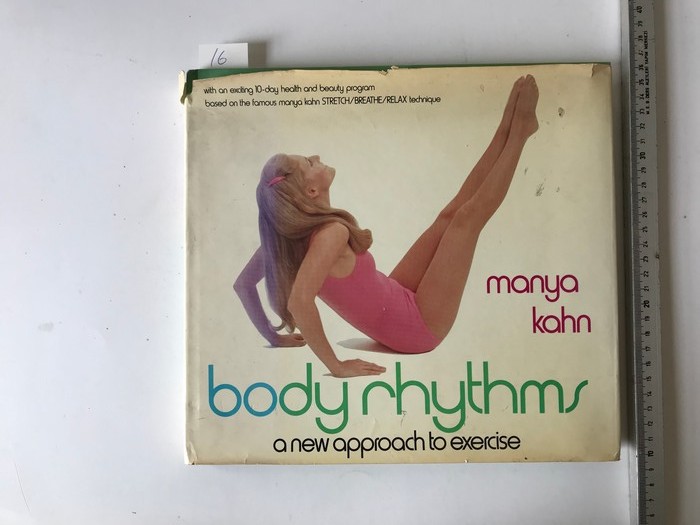 16
with an exciting 10-day health and beauty program
based on the famous manya kahn STRETCH/BREATHE/RELAX technique
manya
kahn
body rhythms
a new approach to exercise